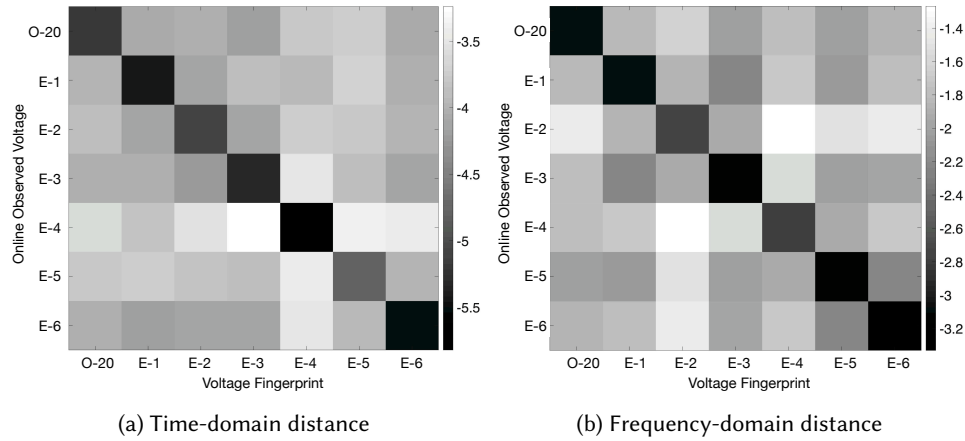 O-20
E-1
E-2
E-3
E-4
E-5
E-6
Online Observed Voltage
O-20 E-1 E-2 E-3 E-4 E-5 E-6
Voltage Fingerprint
-3.5
-4
-4.5
-5
-5.5
(a) Time-domain distance
O-20
E-1
E-2
E-3
E-4
E-5
E-6
Online Observed Voltage
O-20 E-1 E-2 E-3 E-4 E-5 E-6
Voltage Fingerprint
-1.4
-1.6
-1.8
-2
-2.2
-2.4
-2.6
-2.8
-3
-3.2
(b) Frequency-domain distance